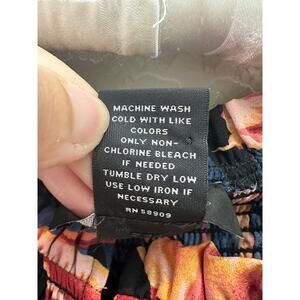 MACHINE WASH
COLD WITH LIKE
COLORS
ONLY NON-
CHLORINE BLEACH
IF NEEDED
TUMBLE DRY LOW
USE LOW IRON IF
NECESSARY
RN 58909